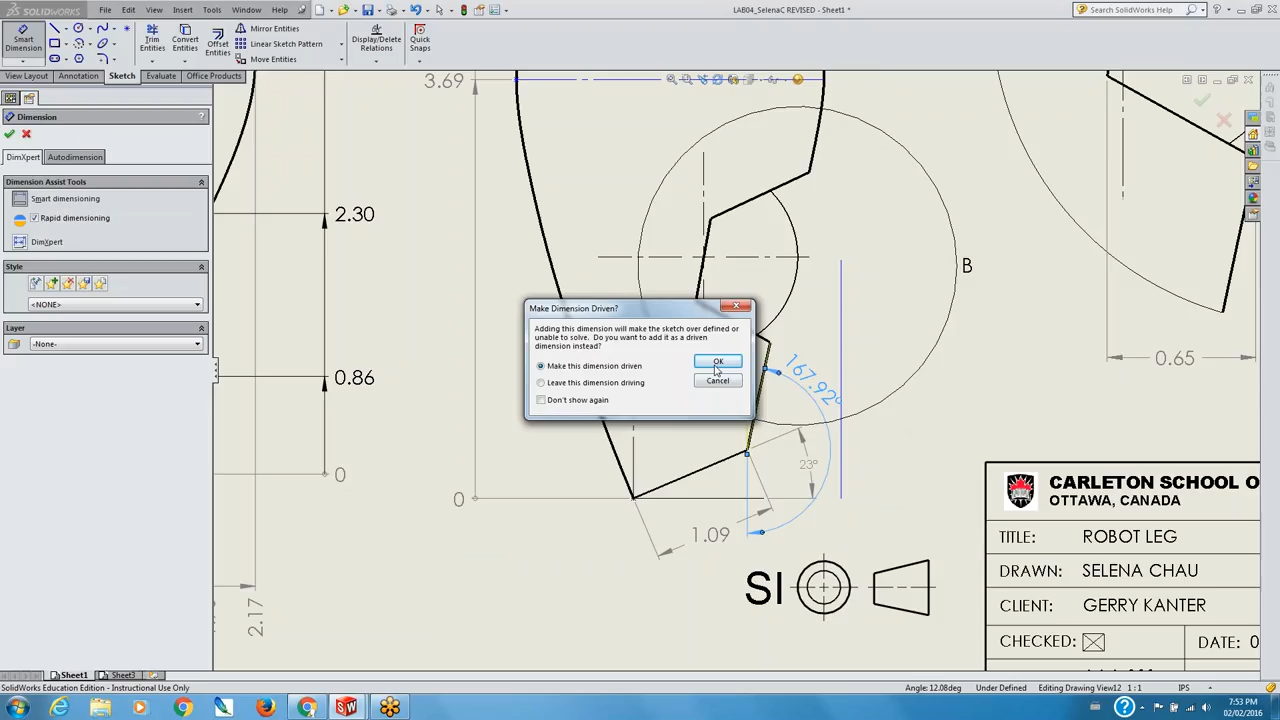 SOLIDWORKS
File Edit View Insert Tools Window Help
LAB04_SelenaC REVISED - Sheet1 *
Search SolidWorks Help
Smart Dimension
Trim Entities
Convert Entities
Offset Entities
Mirror Entities
Linear Sketch Pattern
Move Entities
Display/Delete Relations
Quick Snaps
View Layout Annotation Sketch Evaluate Office Products
Dimension ?
DimXpert Autodimension
Dimension Assist Tools
Smart dimensioning
Rapid dimensioning
DimXpert
Style
<NONE>
Layer
-None-
3.69
2.30
0.86
0
2.17
0
B
Make Dimension Driven?
Adding this dimension will make the sketch over defined or
unable to solve. Do you want to add it as a driven
dimension instead?
Make this dimension driven
Leave this dimension driving
Don't show again
OK
Cancel
167.92°
23°
1.09
0.65
SI
CARLETON SCHOOL O
OTTAWA, CANADA
TITLE: ROBOT LEG
DRAWN: SELENA CHAU
CLIENT: GERRY KANTER
CHECKED: DATE: 0
Sheet1 Sheet3
SolidWorks Education Edition - Instructional Use Only
Angle: 12.08deg Under Defined Editing Drawing View12 1 : 1 IPS
7:53 PM
02/02/2016